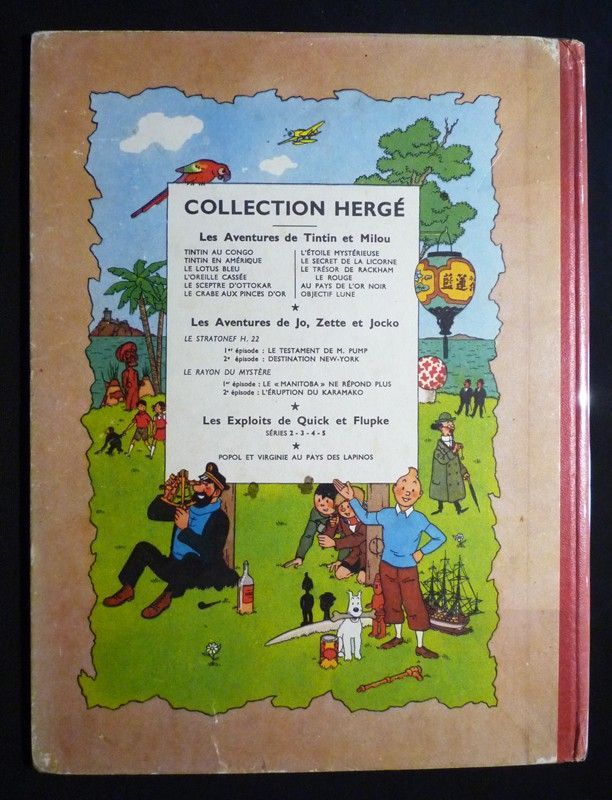 COLLECTION HERGÉ
Les Aventures de Tintin et Milou
TINTIN AU CONGO
TINTIN EN AMÉRIQUE
LE LOTUS BLEU
L'OREILLE CASSÉE
LE SCEPTRE D'OTTOKAR
LE CRABE AUX PINCES D'OR
L'ÉTOILE MYSTÉRIEUSE
LE SECRET DE LA LICORNE
LE TRÉSOR DE RACKHAM
LE ROUGE
AU PAYS DE L'OR NOIR
OBJECTIF LUNE
Les Aventures de Jo, Zette et Jocko
LE STRATONEF H. 22
1er épisode : LE TESTAMENT DE M. PUMP
2e épisode : DESTINATION NEW-YORK
LE RAYON DU MYSTÈRE
1er épisode : LE « MANITOBA » NE RÉPOND PLUS
2e épisode : L'ÉRUPTION DU KARAMAKO
Les Exploits de Quick et Flupke
SÉRIES 2 - 3 - 4 - 5
POPOL ET VIRGINIE AU PAYS DES LAPINOS